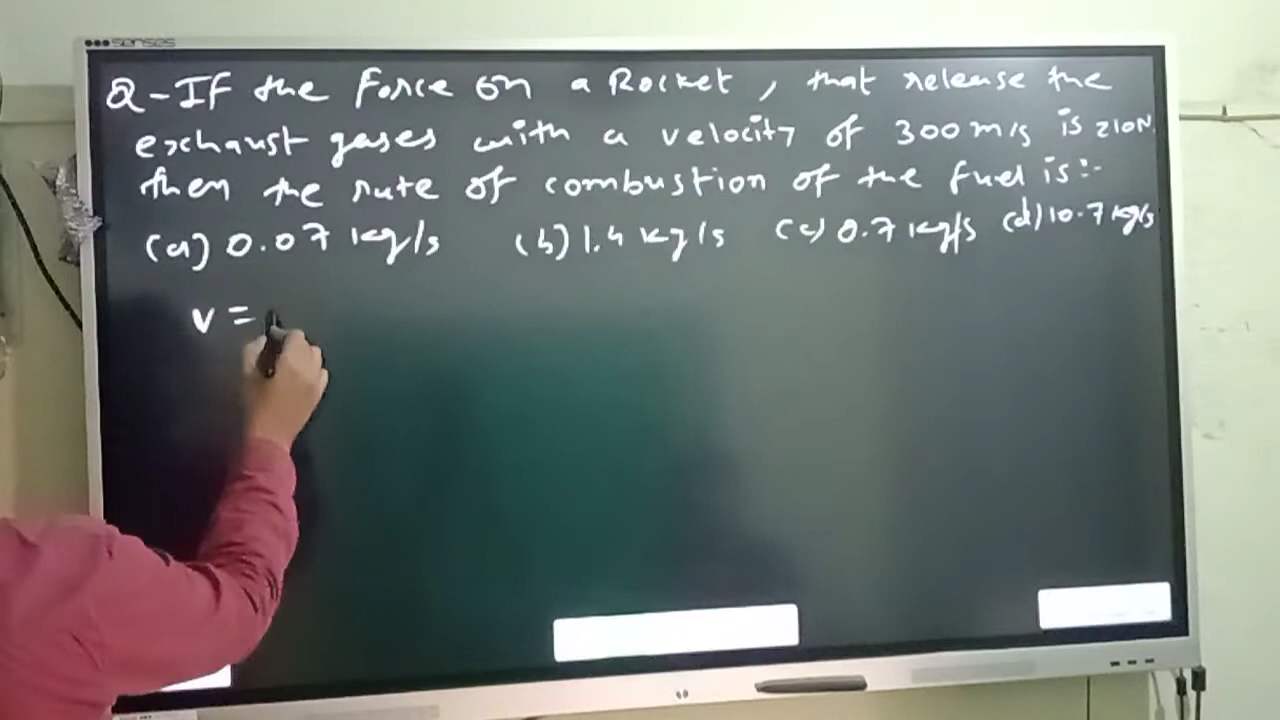 senses
Q-If the Force on a Rocket, that release the
exhaust gases with a velocity of 300 m/s is 210N,
then the rate of combustion of the fuel is:-
(a) 0.07 kg/s (b) 1.4 kg/s (c) 0.7 kg/s (d) 10.7 kg/s
v =